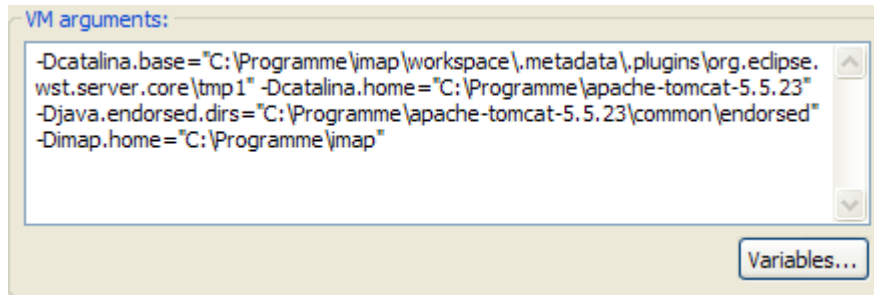 VM arguments:
-Dcatalina.base="C:\Programme\imap\workspace\.metadata\.plugins\org.eclipse.
wst.server.core\tmp1" -Dcatalina.home="C:\Programme\apache-tomcat-5.5.23"
-Djava.endorsed.dirs="C:\Programme\apache-tomcat-5.5.23\common\endorsed"
-Dimap.home="C:\Programme\imap"
Variables...